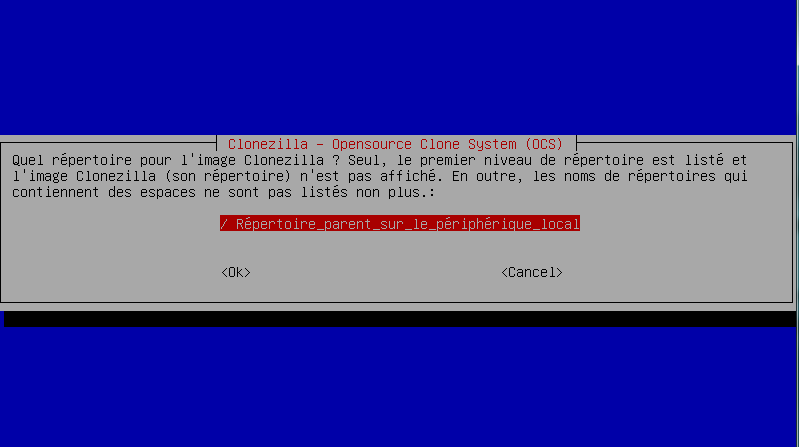 Clonezilla - Opensource Clone System (OCS)
Quel répertoire pour l'image Clonezilla ? Seul, le premier niveau de répertoire est listé et
l'image Clonezilla (son répertoire) n'est pas affiché. En outre, les noms de répertoires qui
contiennent des espaces ne sont pas listés non plus.:
/ Répertoire_parent_sur_le_périphérique_local
<Ok> <Cancel>